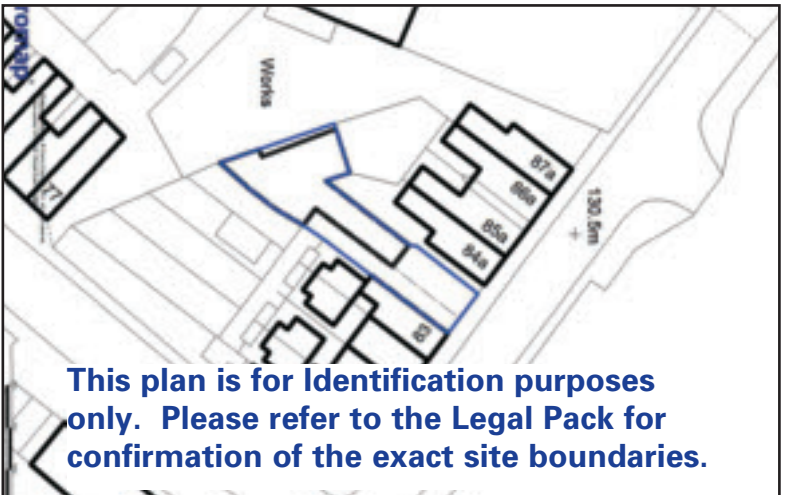 romap
Works
87a
86a
85a
84a
130.5m
77
83
This plan is for Identification purposes
only. Please refer to the Legal Pack for
confirmation of the exact site boundaries.